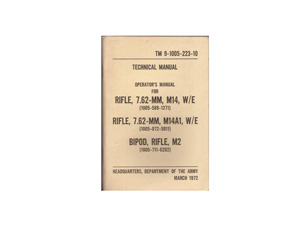 TM 9-1005-223-10
TECHNICAL MANUAL
OPERATOR'S MANUAL
FOR
RIFLE, 7.62-MM, M14, W/E
(1005-589-1271)
RIFLE, 7.62-MM, M14A1, W/E
(1005-072-5011)
BIPOD, RIFLE, M2
(1005-711-6202)
HEADQUARTERS, DEPARTMENT OF THE ARMY
MARCH 1972